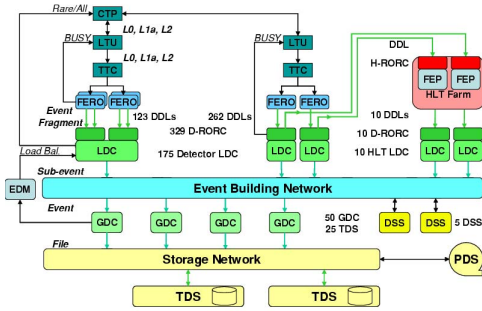 Rare/All
CTP
L0, L1a, L2
BUSY
LTU
BUSY
LTU
DDL
L0, L1a, L2
H-RORC
TTC
TTC
FEP
FEP
HLT Farm
FERO
FERO
FERO
FERO
Event
Fragment
123 DDLs
262 DDLs
10 DDLs
329 D-RORC
10 D-RORC
Load Bal.
LDC
175 Detector LDC
LDC
LDC
10 HLT LDC
LDC
LDC
Sub-event
EDM
Event Building Network
Event
GDC
GDC
GDC
GDC
50 GDC
25 TDS
DSS
DSS
5 DSS
File
Storage Network
PDS
TDS
TDS